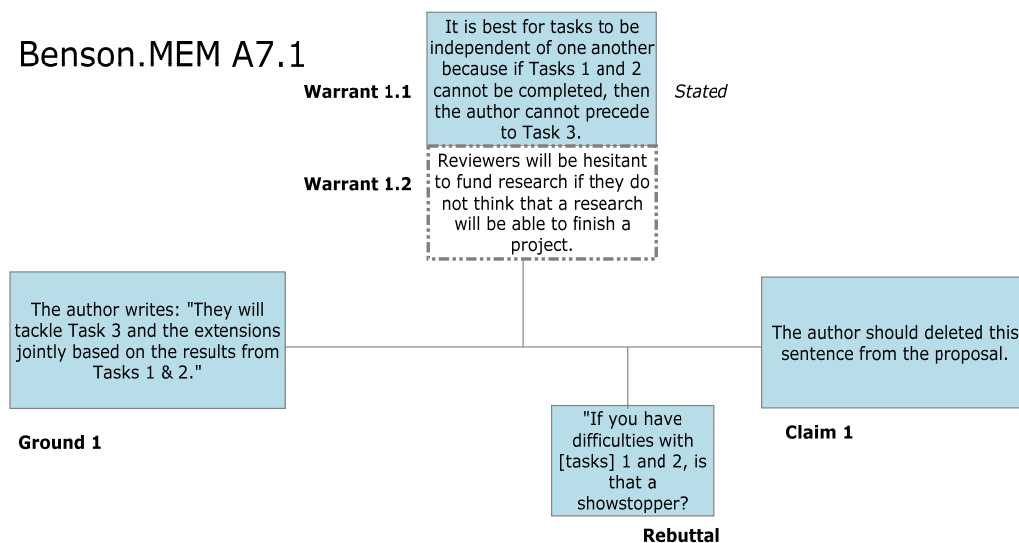 Benson.MEM A7.1
It is best for tasks to be
independent of one another
because if Tasks 1 and 2
cannot be completed, then
the author cannot precede
to Task 3.
Warrant 1.1
Stated
Reviewers will be hesitant
to fund research if they do
not think that a research
will be able to finish a
project.
Warrant 1.2
The author writes: "They will
tackle Task 3 and the extensions
jointly based on the results from
Tasks 1 & 2."
Ground 1
The author should deleted this
sentence from the proposal.
Claim 1
"If you have
difficulties with
[tasks] 1 and 2, is
that a
showstopper?
Rebuttal